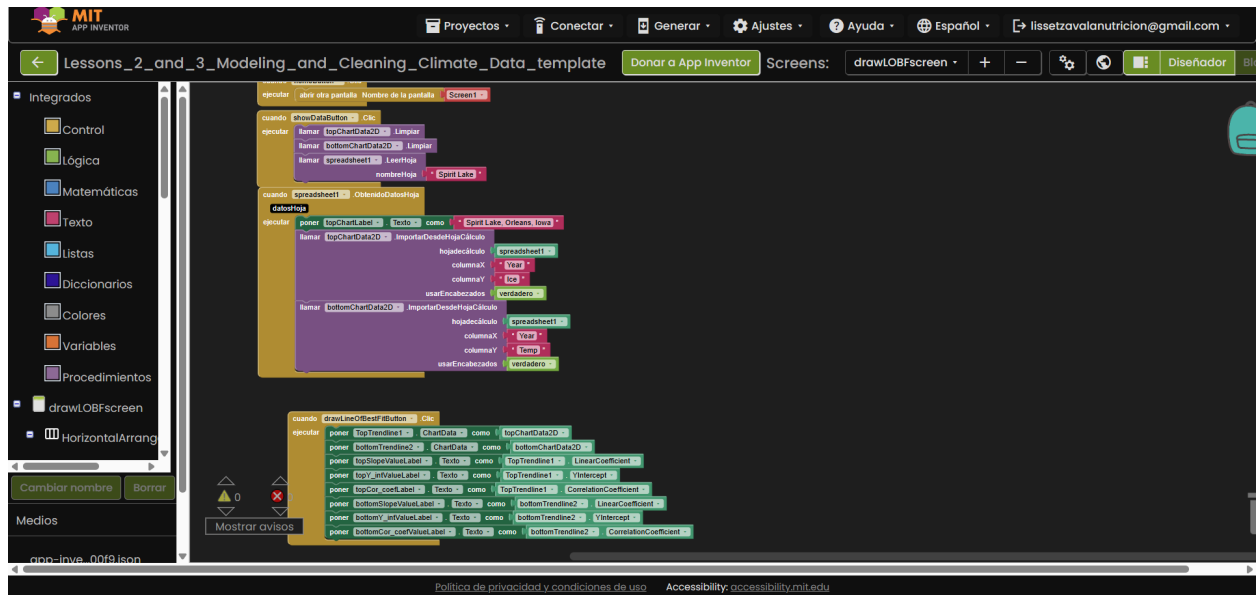 MIT
APP INVENTOR
Proyectos Conectar Generar Ajustes Ayuda Español lissetzavalanutricion@gmail.com
Lessons_2_and_3_Modeling_and_Cleaning_Climate_Data_template Donar a App Inventor Screens: drawLOBFscreen + − Diseñador
Integrados
Control
Lógica
Matemáticas
Texto
Listas
Diccionarios
Colores
Variables
Procedimientos
drawLOBFscreen
HorizontalArrang
Cambiar nombre Borrar
Medios
app-inve...00f9.json
ejecutar abrir otra pantalla Nombre de la pantalla " Screen1
cuando showDataButton .Clic
ejecutar llamar topChartData2D .Limpiar
llamar bottomChartData2D .Limpiar
llamar spreadsheet1 .LeerHoja
nombreHoja " Spirit Lake "
cuando spreadsheet1 .ObtenidoDatosHoja
datosHoja
ejecutar poner topChartLabel . Texto como " Spirit Lake, Orleans, Iowa "
llamar topChartData2D .ImportarDesdeHojaCálculo
hojadecálculo spreadsheet1
columnaX " Year "
columnaY " Ice "
usarEncabezados verdadero
llamar bottomChartData2D .ImportarDesdeHojaCálculo
hojadecálculo spreadsheet1
columnaX " Year "
columnaY " Temp "
usarEncabezados verdadero
cuando drawLineOfBestFitButton .Clic
ejecutar poner TopTrendline1 . ChartData como topChartData2D
poner bottomTrendline2 . ChartData como bottomChartData2D
poner topSlopeValueLabel . Texto como TopTrendline1 . LinearCoefficient
poner topY_intValueLabel . Texto como TopTrendline1 . YIntercept
poner topCor_coefLabel . Texto como TopTrendline1 . CorrelationCoefficient
poner bottomSlopeValueLabel . Texto como bottomTrendline2 . LinearCoefficient
poner bottomY_intValueLabel . Texto como bottomTrendline2 . YIntercept
poner bottomCor_coefValueLabel . Texto como bottomTrendline2 . CorrelationCoefficient
0
Mostrar avisos
Política de privacidad y condiciones de uso Accessibility: accessibility.mit.edu